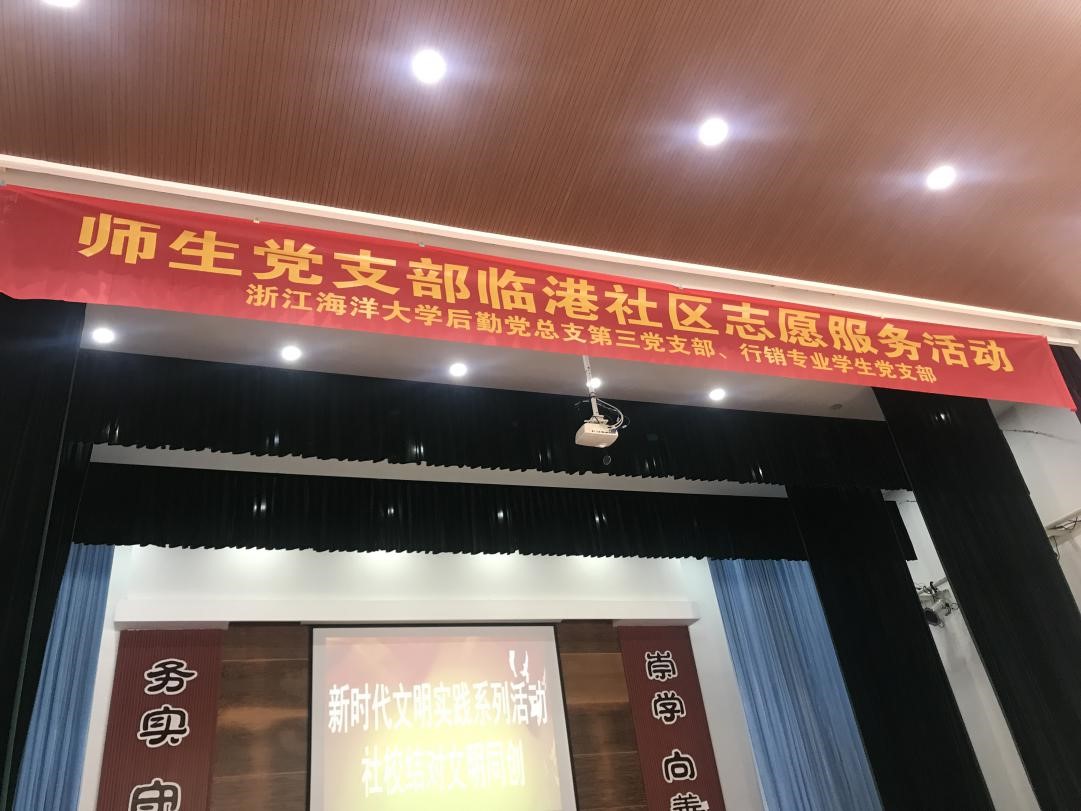 师生党支部临港社区志愿服务活动
浙江海洋大学后勤党总支第三党支部、行销专业学生党支部
新时代文明实践系列活动
社校结对文明同创
务实
崇学 向善